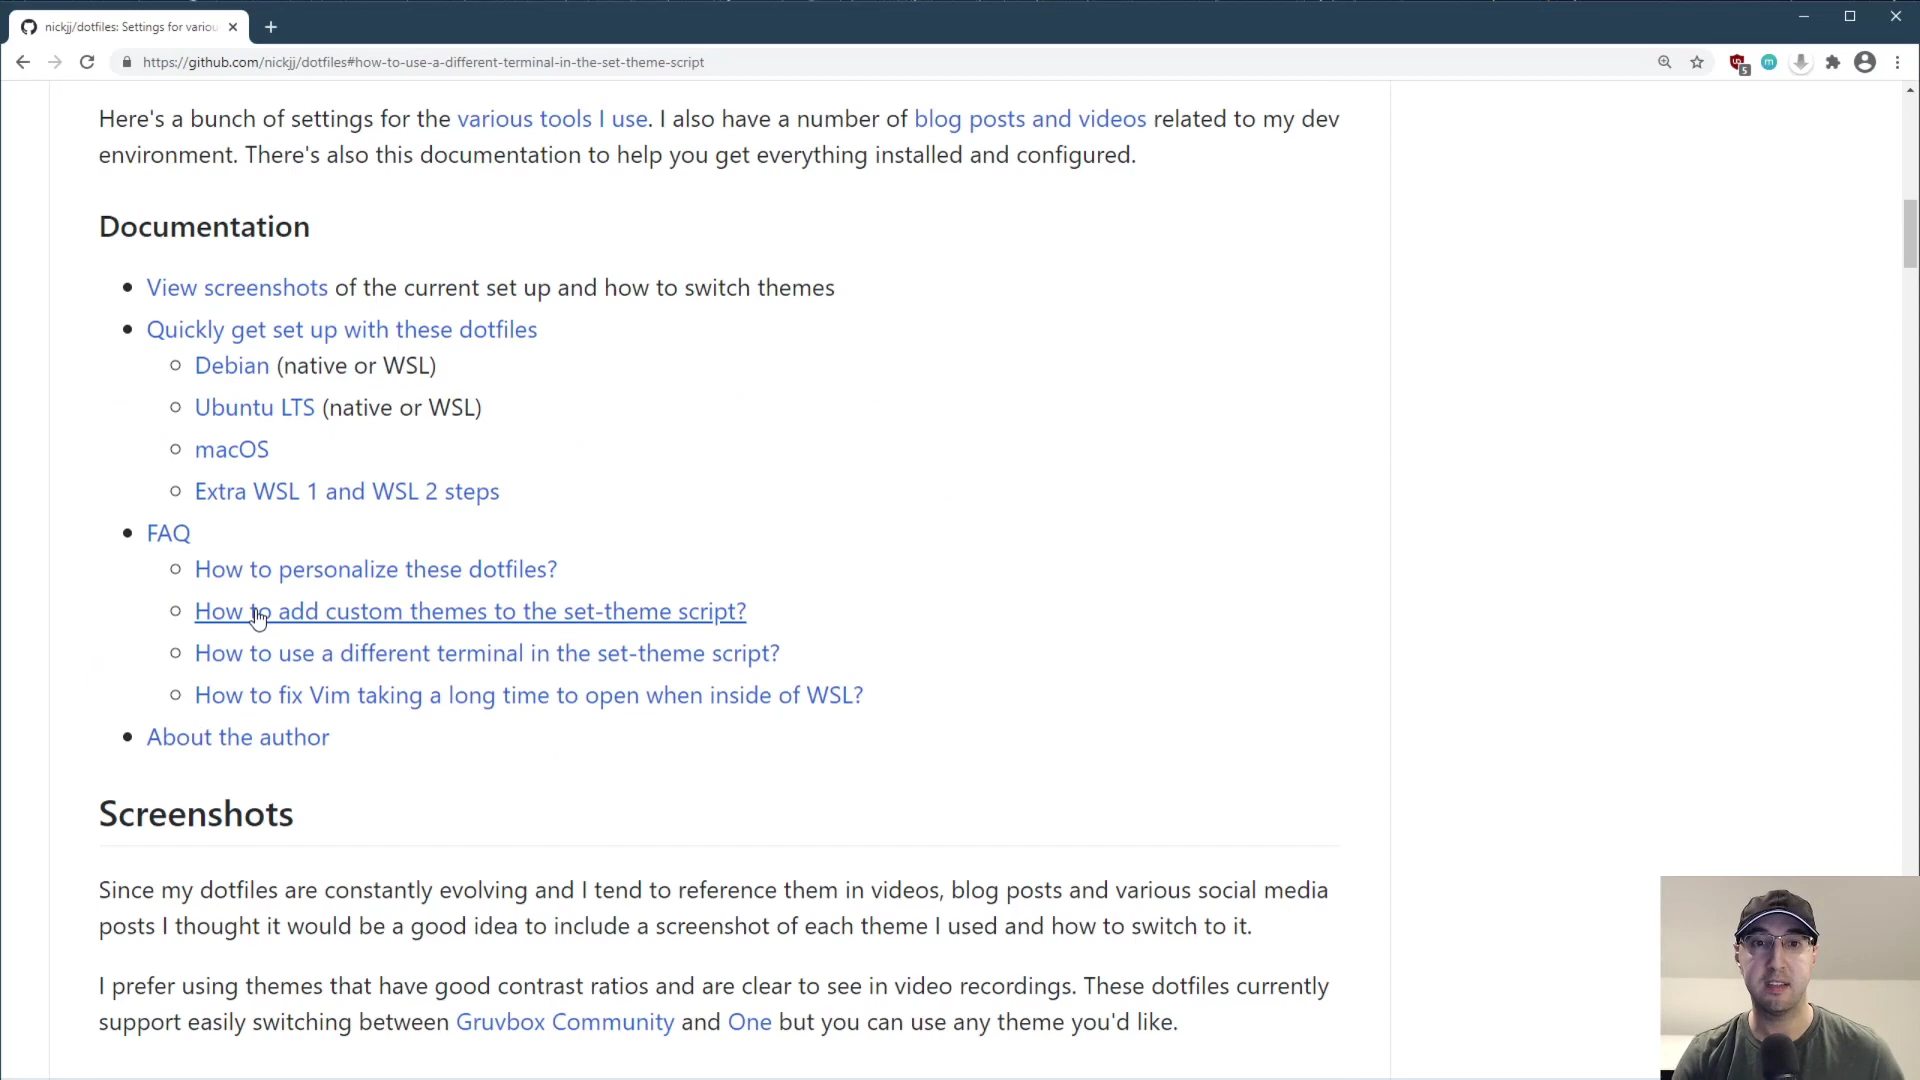 nickjj/dotfiles: Settings for variou
https://github.com/nickjj/dotfiles#how-to-use-a-different-terminal-in-the-set-theme-script
5
m
Here's a bunch of settings for the various tools I use. I also have a number of blog posts and videos related to my dev
environment. There's also this documentation to help you get everything installed and configured.
Documentation
View screenshots of the current set up and how to switch themes
Quickly get set up with these dotfiles
Debian (native or WSL)
Ubuntu LTS (native or WSL)
macOS
Extra WSL 1 and WSL 2 steps
FAQ
How to personalize these dotfiles?
How to add custom themes to the set-theme script?
How to use a different terminal in the set-theme script?
How to fix Vim taking a long time to open when inside of WSL?
About the author
Screenshots
Since my dotfiles are constantly evolving and I tend to reference them in videos, blog posts and various social media
posts I thought it would be a good idea to include a screenshot of each theme I used and how to switch to it.
I prefer using themes that have good contrast ratios and are clear to see in video recordings. These dotfiles currently
support easily switching between Gruvbox Community and One but you can use any theme you'd like.